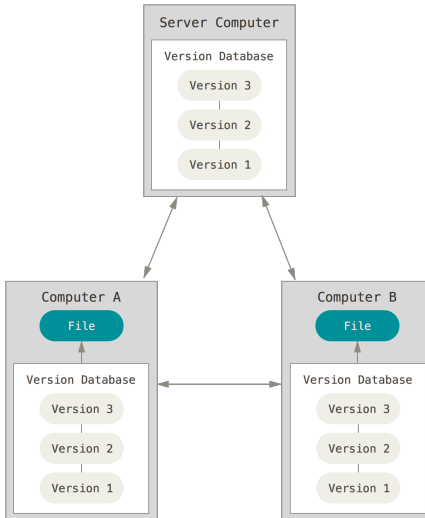 Server Computer
Version Database
Version 3
Version 2
Version 1
Computer A
File
Version Database
Version 3
Version 2
Version 1
Computer B
File
Version Database
Version 3
Version 2
Version 1